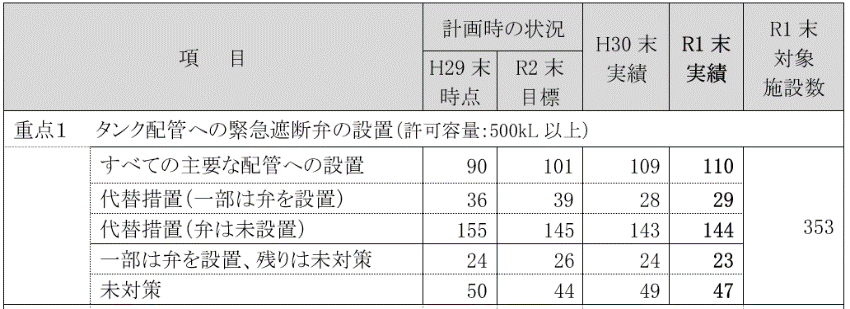 項 目 計画時の状況 H30 末 実績 R1 末 実績 R1 末 対象 施設数
H29 末 時点 R2 末 目標
重点1 タンク配管への緊急遮断弁の設置(許可容量:500kL 以上)
すべての主要な配管への設置 90 101 109 110 353
代替措置(一部は弁を設置) 36 39 28 29
代替措置(弁は未設置) 155 145 143 144
一部は弁を設置、残りは未対策 24 26 24 23
未対策 50 44 49 47